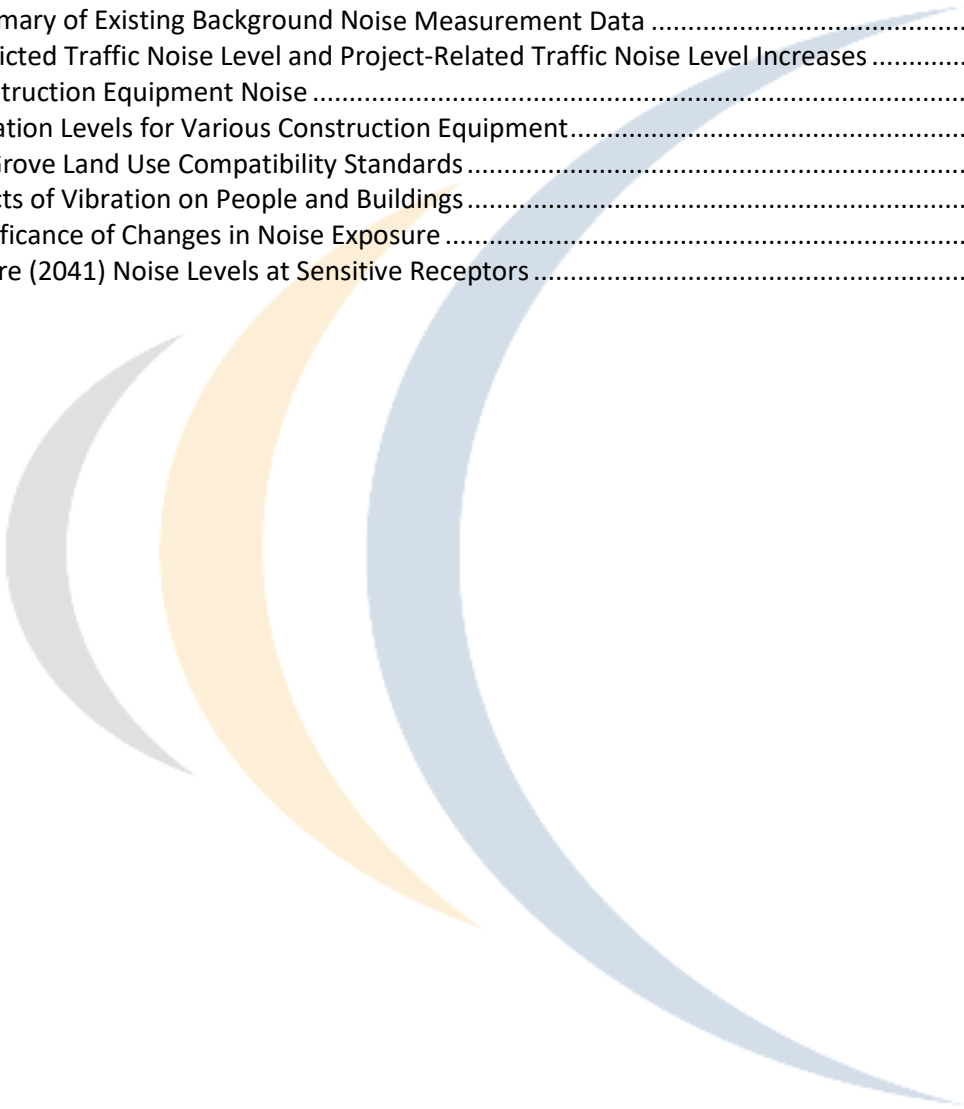 mary of Existing Background Noise Measurement Data ....................................................
icted Traffic Noise Level and Project-Related Traffic Noise Level Increases ..............
truction Equipment Noise ..........................................................................................................
ation Levels for Various Construction Equipment.................................................................
Grove Land Use Compatibility Standards ................................................................................
cts of Vibration on People and Buildings ................................................................................
ficance of Changes in Noise Exposure ...................................................................................
re (2041) Noise Levels at Sensitive Receptors ......................................................................